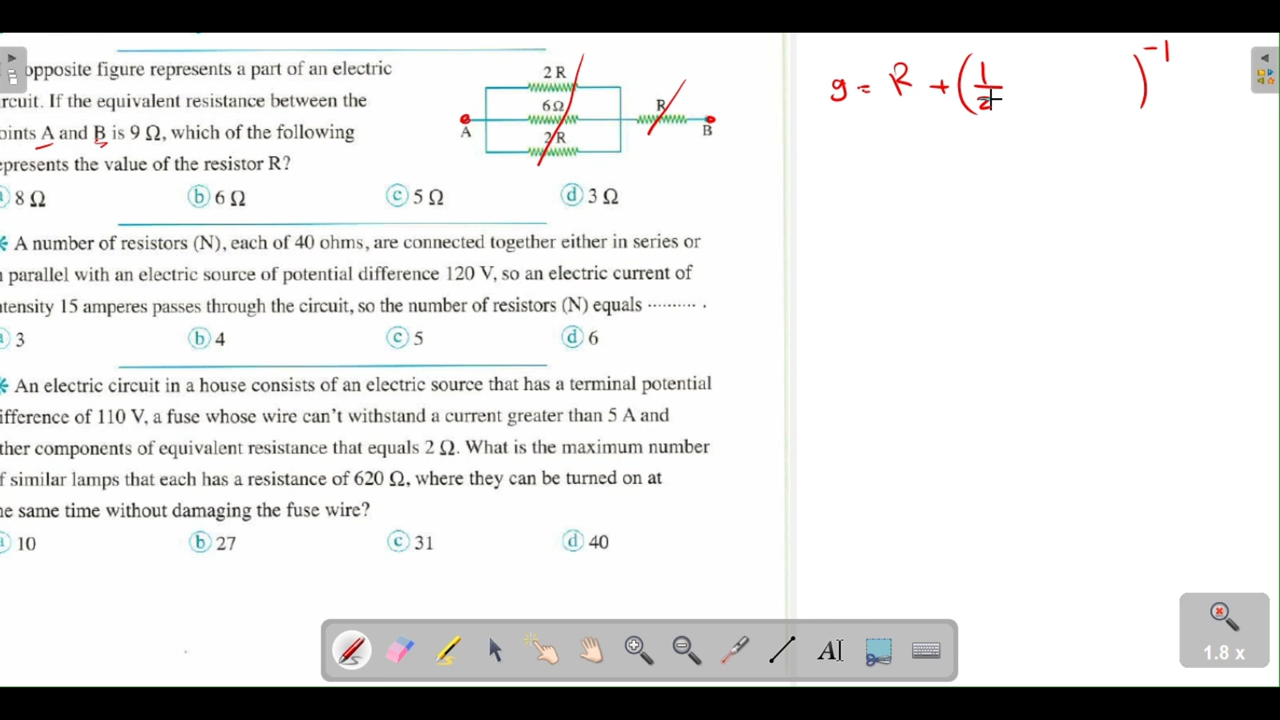 opposite figure represents a part of an electric
rcuit. If the equivalent resistance between the
oints A and B is 9 Ω, which of the following
epresents the value of the resistor R?
8 Ω
b 6 Ω
c 5 Ω
d 3 Ω
2 R
6Ω
2 R
R
A
B
A number of resistors (N), each of 40 ohms, are connected together either in series or
parallel with an electric source of potential difference 120 V, so an electric current of
ntensity 15 amperes passes through the circuit, so the number of resistors (N) equals ·········· .
3
b 4
c 5
d 6
An electric circuit in a house consists of an electric source that has a terminal potential
ifference of 110 V, a fuse whose wire can't withstand a current greater than 5 A and
ther components of equivalent resistance that equals 2 Ω. What is the maximum number
f similar lamps that each has a resistance of 620 Ω, where they can be turned on at
e same time without damaging the fuse wire?
10
b 27
c 31
d 40
9 = R + (1/2 )⁻¹
AI
1.8 x